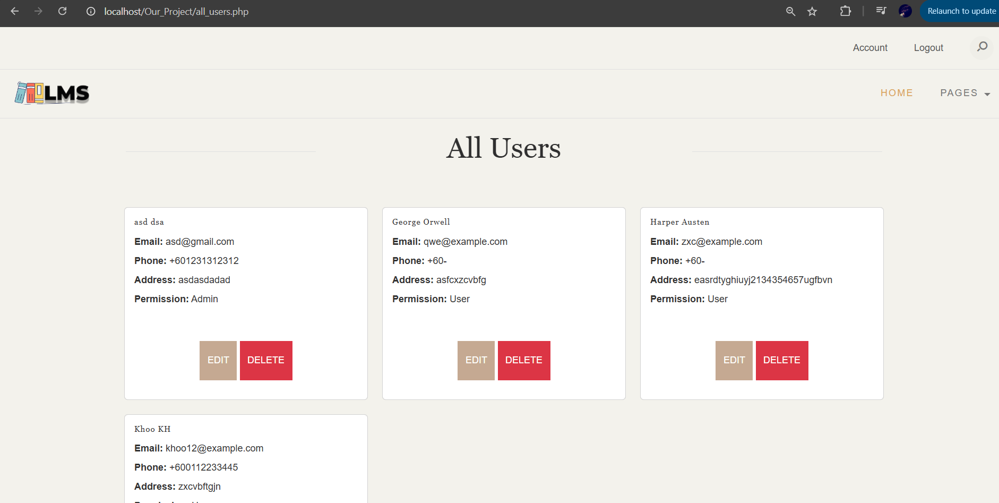 localhost/Our_Project/all_users.php
Relaunch to update
Account
Logout
LMS
HOME
PAGES
All Users
asd dsa
Email: asd@gmail.com
Phone: +601231312312
Address: asdasdadad
Permission: Admin
EDIT
DELETE
George Orwell
Email: qwe@example.com
Phone: +60-
Address: asfcxzcvbfg
Permission: User
EDIT
DELETE
Harper Austen
Email: zxc@example.com
Phone: +60-
Address: easrdtyghiuyj2134354657ugfbvn
Permission: User
EDIT
DELETE
Khoo KH
Email: khoo12@example.com
Phone: +600112233445
Address: zxcvbftgjn